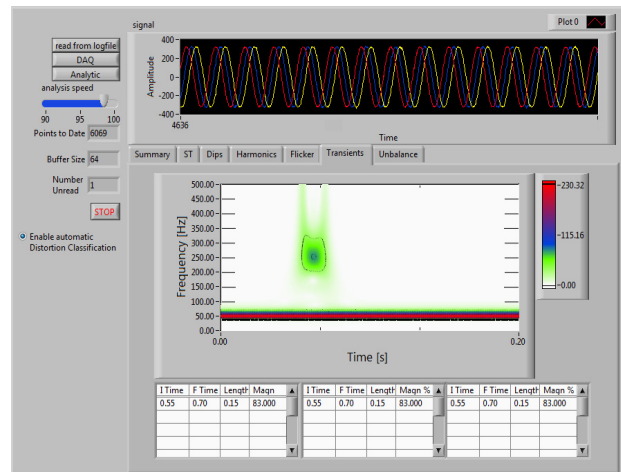 signal
Plot 0
read from logfile
DAQ
Analytic
analysis speed
90 95 100
Points to Date 6069
Buffer Size 64
Number Unread 1
STOP
Enable automatic
Distortion Classification
Amplitude
400
200
0
-200
-400
4636
Time
Summary ST Dips Harmonics Flicker Transients Unbalance
Frequency [Hz]
500.00
450.00
400.00
350.00
300.00
250.00
200.00
150.00
100.00
50.00
0.00
0.00 0.20
Time [s]
230.32
115.16
0.00
I Time F Time Length Magn
0.55 0.70 0.15 83.000
I Time F Time Length Magn %
0.55 0.70 0.15 83.000
I Time F Time Length Magn %
0.55 0.70 0.15 83.000